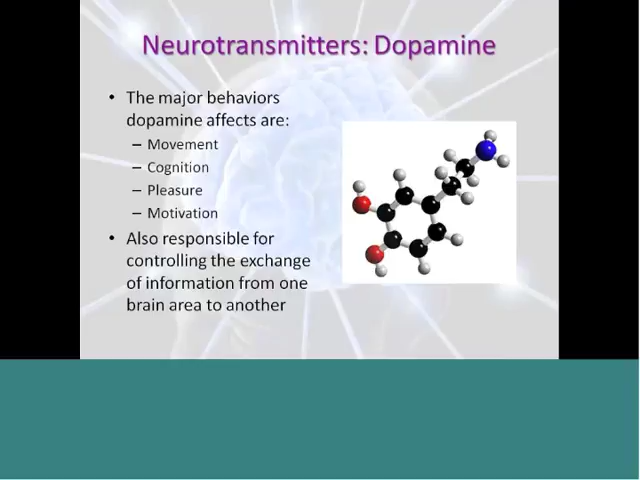 Neurotransmitters: Dopamine
• The major behaviors
dopamine affects are:
– Movement
– Cognition
– Pleasure
– Motivation
• Also responsible for
controlling the exchange
of information from one
brain area to another